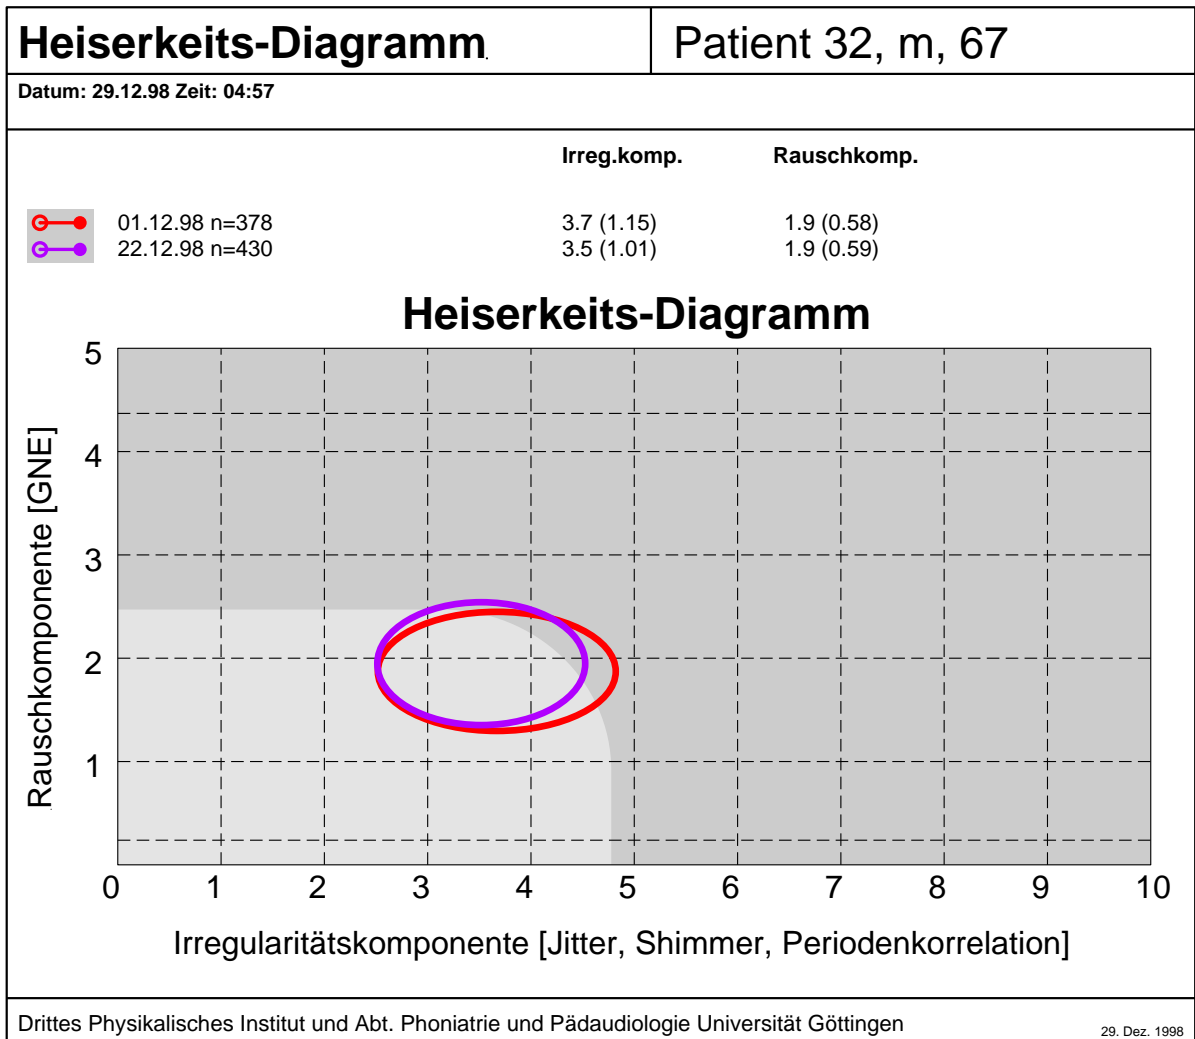 Heiserkeits-Diagramm.
Patient 32, m, 67
Datum: 29.12.98 Zeit: 04:57
Irreg.komp. Rauschkomp.
01.12.98 n=378 3.7 (1.15) 1.9 (0.58)
22.12.98 n=430 3.5 (1.01) 1.9 (0.59)
Heiserkeits-Diagramm
5
4
3
2
1
Rauschkomponente [GNE]
0 1 2 3 4 5 6 7 8 9 10
Irregularitätskomponente [Jitter, Shimmer, Periodenkorrelation]
Drittes Physikalisches Institut und Abt. Phoniatrie und Pädaudiologie Universität Göttingen
29. Dez. 1998